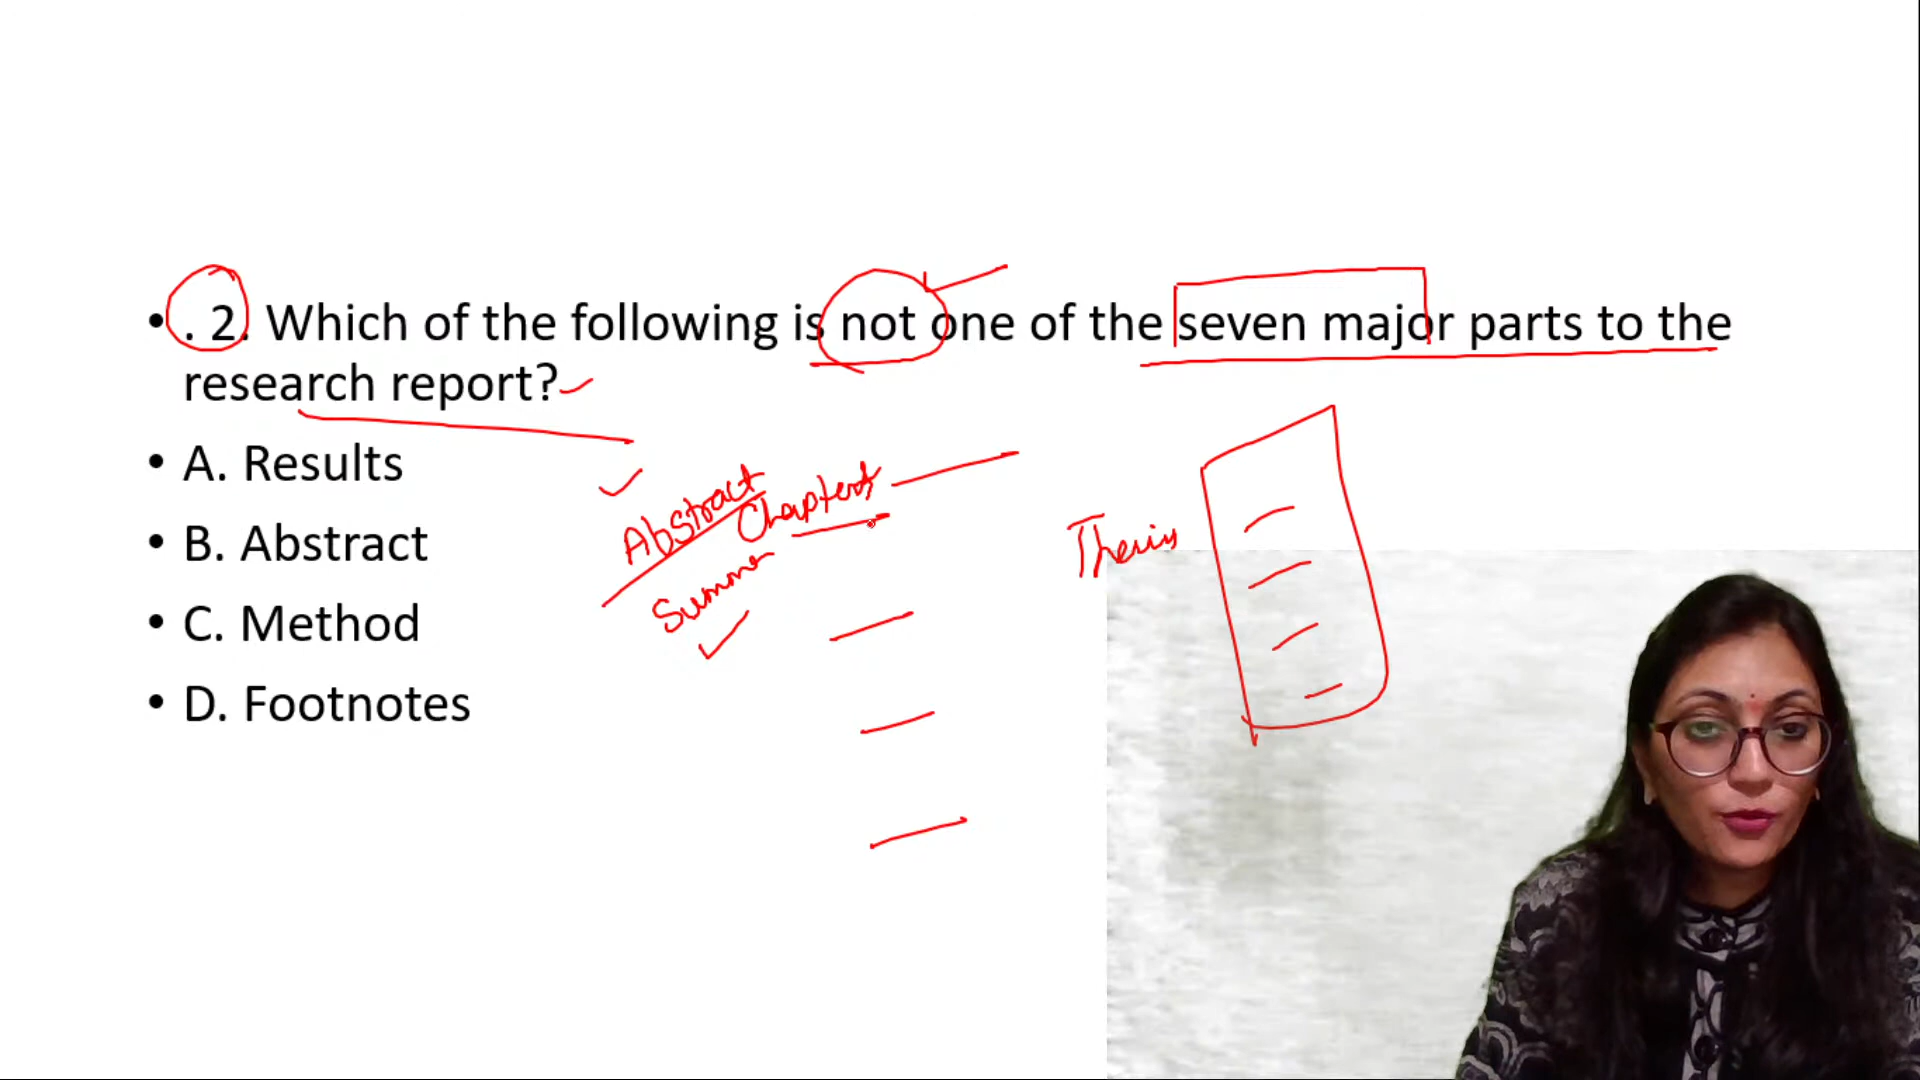 • . 2. Which of the following is not one of the seven major parts to the
research report?
• A. Results
• B. Abstract
• C. Method
• D. Footnotes
Abstract
Chapters
Summer
Thesis